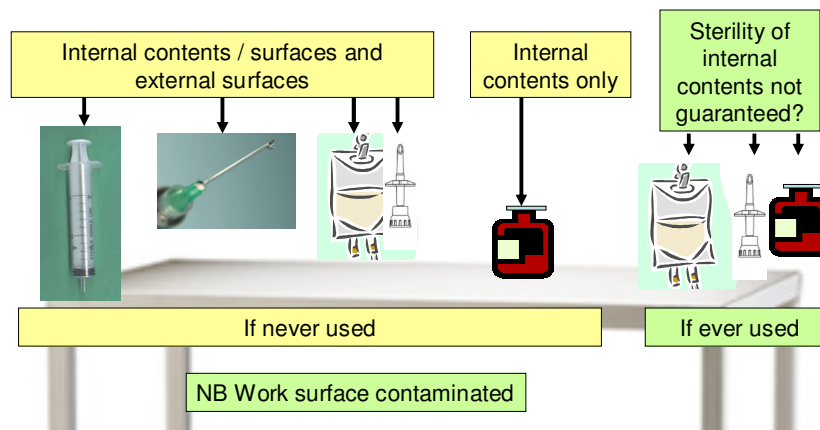 Internal contents / surfaces and
external surfaces
Internal
contents only
Sterility of
internal
contents not
guaranteed?
If never used
If ever used
NB Work surface contaminated